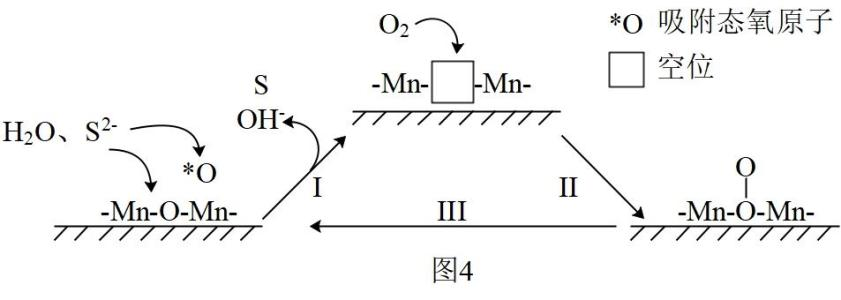 O₂
*O 吸附态氧原子
空位
-Mn-
-Mn-
S
OH⁻
H₂O、S²⁻
*O
-Mn-O-Mn-
I
II
III
O
-Mn-O-Mn-
图4